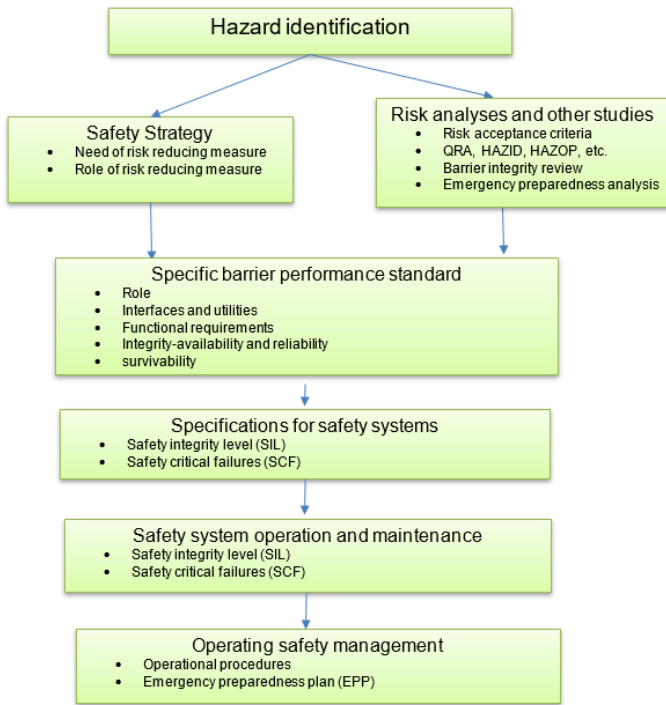 Hazard identification
Safety Strategy
• Need of risk reducing measure
• Role of risk reducing measure
Risk analyses and other studies
• Risk acceptance criteria
• QRA, HAZID, HAZOP, etc.
• Barrier integrity review
• Emergency preparedness analysis
Specific barrier performance standard
• Role
• Interfaces and utilities
• Functional requirements
• Integrity-availability and reliability
• survivability
Specifications for safety systems
• Safety integrity level (SIL)
• Safety critical failures (SCF)
Safety system operation and maintenance
• Safety integrity level (SIL)
• Safety critical failures (SCF)
Operating safety management
• Operational procedures
• Emergency preparedness plan (EPP)